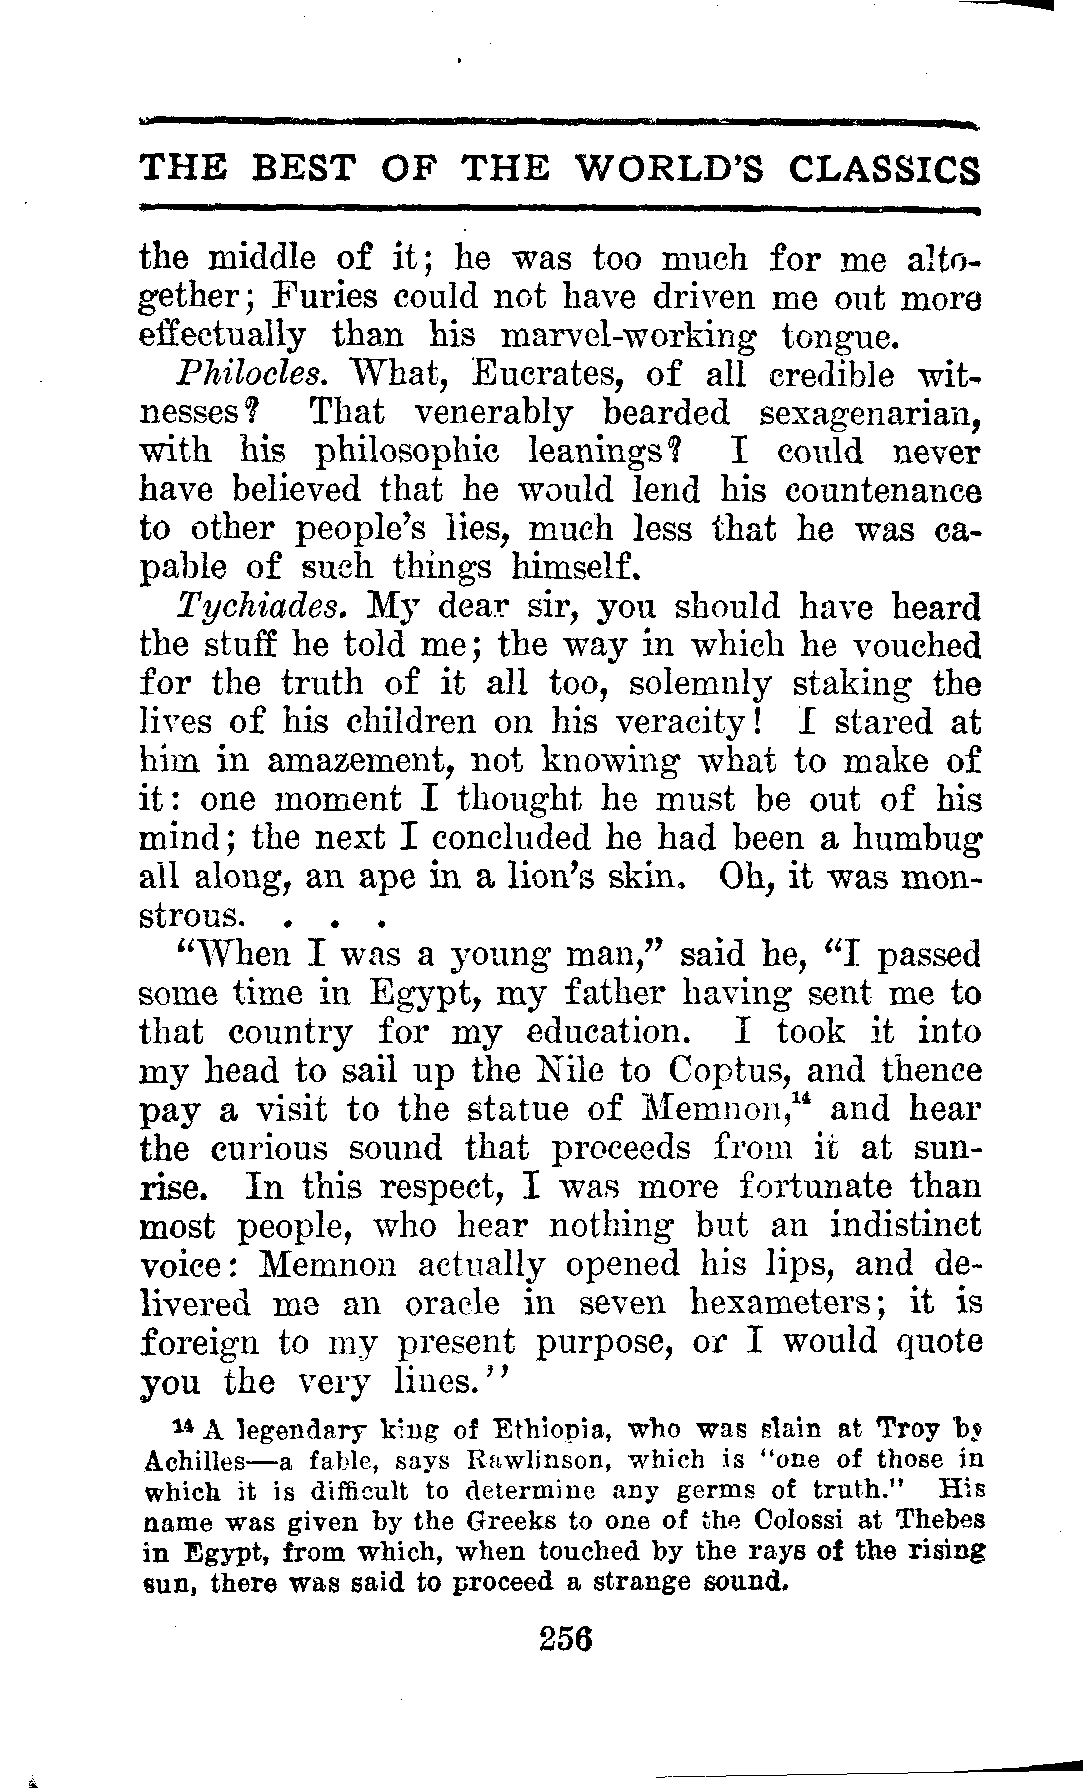 THE BEST OF THE WORLD'S CLASSICS
the middle of it; he was too much for me alto-
gether; Furies could not have driven me out more
effectually than his marvel-working tongue.
Philocles. What, Eucrates, of all credible wit-
nesses? That venerably bearded sexagenarian,
with his philosophic leanings? I could never
have believed that he would lend his countenance
to other people's lies, much less that he was ca-
pable of such things himself.
Tychiades. My dear sir, you should have heard
the stuff he told me; the way in which he vouched
for the truth of it all too, solemnly staking the
lives of his children on his veracity! I stared at
him in amazement, not knowing what to make of
it: one moment I thought he must be out of his
mind; the next I concluded he had been a humbug
all along, an ape in a lion's skin. Oh, it was mon-
strous. . . .
"When I was a young man," said he, "I passed
some time in Egypt, my father having sent me to
that country for my education. I took it into
my head to sail up the Nile to Coptus, and thence
pay a visit to the statue of Memnon,¹⁴ and hear
the curious sound that proceeds from it at sun-
rise. In this respect, I was more fortunate than
most people, who hear nothing but an indistinct
voice: Memnon actually opened his lips, and de-
livered me an oracle in seven hexameters; it is
foreign to my present purpose, or I would quote
you the very lines."
¹⁴ A legendary king of Ethiopia, who was slain at Troy by
Achilles—a fable, says Rawlinson, which is "one of those in
which it is difficult to determine any germs of truth." His
name was given by the Greeks to one of the Colossi at Thebes
in Egypt, from which, when touched by the rays of the rising
sun, there was said to proceed a strange sound.
256